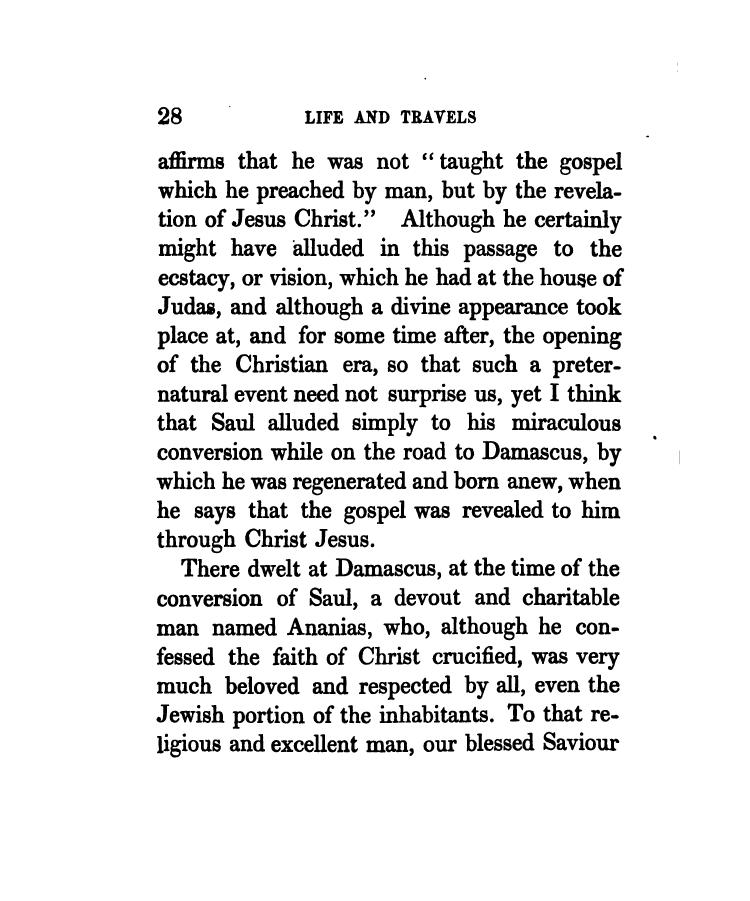 28 LIFE AND TRAVELS
affirms that he was not “ taught the gospel
which he preached by man, but by the revela-
tion of Jesus Christ.” Although he certainly
might have alluded in this passage to the
ecstacy, or vision, which he had at the house of
Judas, and although a divine appearance took
place at, and for some time after, the opening
of the Christian era, so that such a preter-
natural event need not surprise us, yet I think
that Saul alluded simply to his miraculous
conversion while on the road to Damascus, by
which he was regenerated and born anew, when
he says that the gospel was revealed to him
through Christ Jesus.
There dwelt at Damascus, at the time of the
conversion of Saul, a devout and charitable
man named Ananias, who, although he con-
fessed the faith of Christ crucified, was very
much beloved and respected by all, even the
Jewish portion of the inhabitants. To that re-
ligious and excellent man, our blessed Saviour